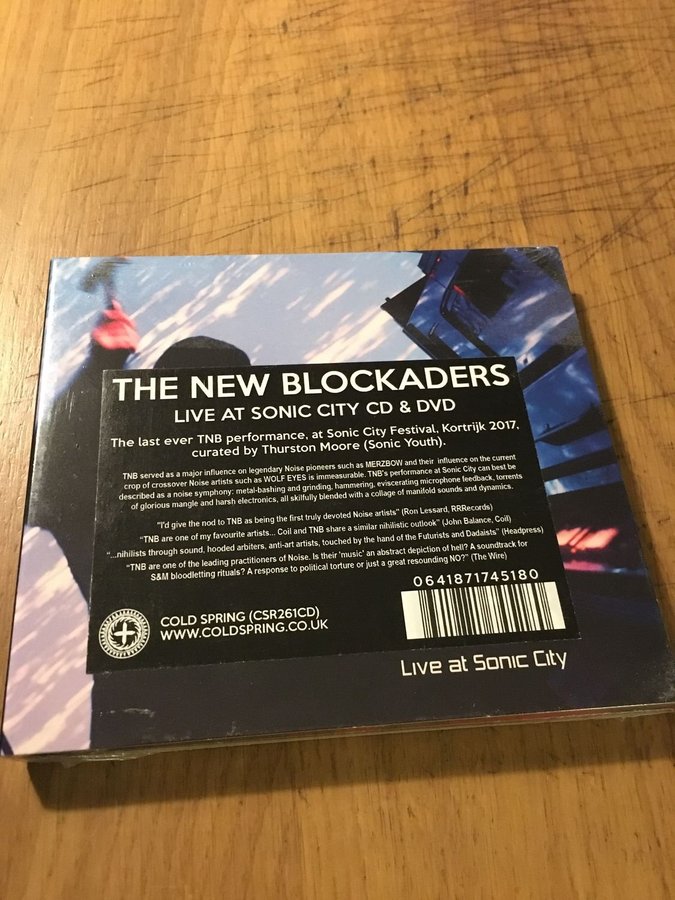 THE NEW BLOCKADERS
LIVE AT SONIC CITY CD & DVD
The last ever TNB performance, at Sonic City Festival, Kortrijk 2017,
curated by Thurston Moore (Sonic Youth).
TNB served as a major influence on legendary Noise pioneers such as MERZBOW and their influence on the current
crop of crossover Noise artists such as WOLF EYES is immeasurable. TNB's performance at Sonic City can best be
described as a noise symphony: metal-bashing and grinding, hammering, eviscerating microphone feedback, torrents
of glorious mangle and harsh electronics, all skilfully blended with a collage of manifold sounds and dynamics.
"I'd give the nod to TNB as being the first truly devoted Noise artists" (Ron Lessard, RRRecords)
"TNB are one of my favourite artists... Coil and TNB share a similar nihilistic outlook" (John Balance, Coil)
"...nihilists through sound, hooded arbiters, anti-art artists, touched by the hand of the Futurists and Dadaists" (Headpress)
"TNB are one of the leading practitioners of Noise. Is their 'music' an abstract depiction of hell? A soundtrack for
S&M bloodletting rituals? A response to political torture or just a great resounding NO?" (The Wire)
0641871745180
COLD SPRING (CSR261CD)
WWW.COLDSPRING.CO.UK
Live at Sonic City